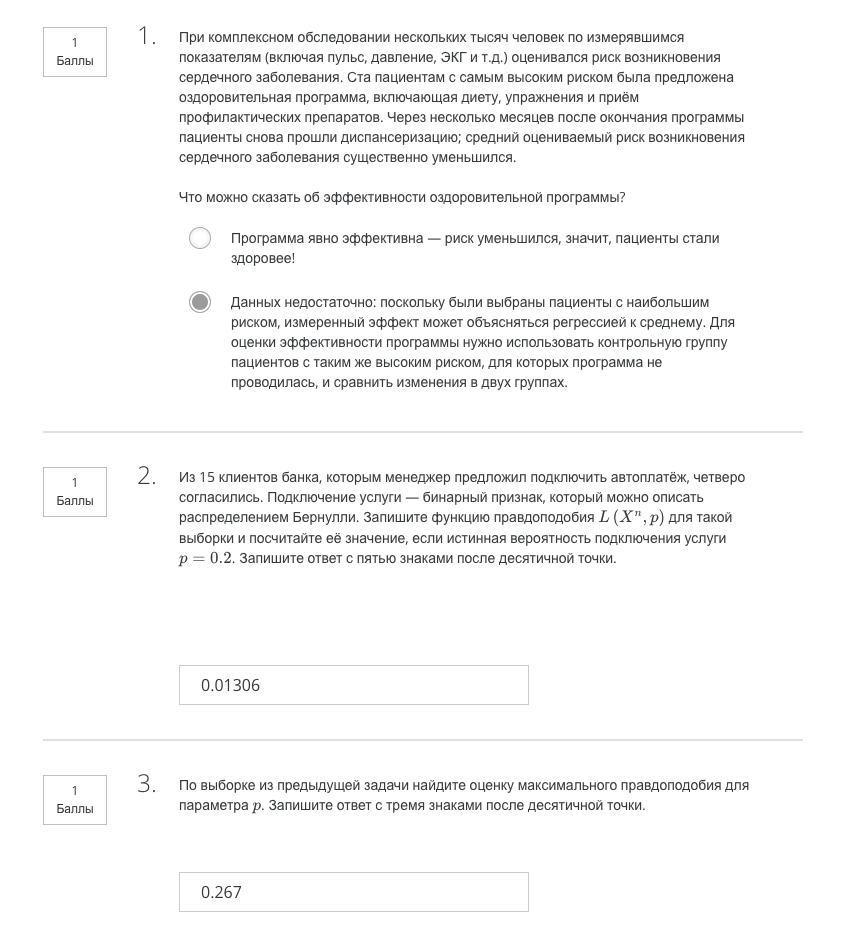 1
Баллы
1.
При комплексном обследовании нескольких тысяч человек по измерявшимся
показателям (включая пульс, давление, ЭКГ и т.д.) оценивался риск возникновения
сердечного заболевания. Ста пациентам с самым высоким риском была предложена
оздоровительная программа, включающая диету, упражнения и приём
профилактических препаратов. Через несколько месяцев после окончания программы
пациенты снова прошли диспансеризацию; средний оцениваемый риск возникновения
сердечного заболевания существенно уменьшился.
Что можно сказать об эффективности оздоровительной программы?
Программа явно эффективна — риск уменьшился, значит, пациенты стали
здоровее!
Данных недостаточно: поскольку были выбраны пациенты с наибольшим
риском, измеренный эффект может объясняться регрессией к среднему. Для
оценки эффективности программы нужно использовать контрольную группу
пациентов с таким же высоким риском, для которых программа не
проводилась, и сравнить изменения в двух группах.
1
Баллы
2.
Из 15 клиентов банка, которым менеджер предложил подключить автоплатёж, четверо
согласились. Подключение услуги — бинарный признак, который можно описать
распределением Бернулли. Запишите функцию правдоподобия L (Xⁿ, p) для такой
выборки и посчитайте её значение, если истинная вероятность подключения услуги
p = 0.2. Запишите ответ с пятью знаками после десятичной точки.
0.01306
1
Баллы
3.
По выборке из предыдущей задачи найдите оценку максимального правдоподобия для
параметра p. Запишите ответ с тремя знаками после десятичной точки.
0.267